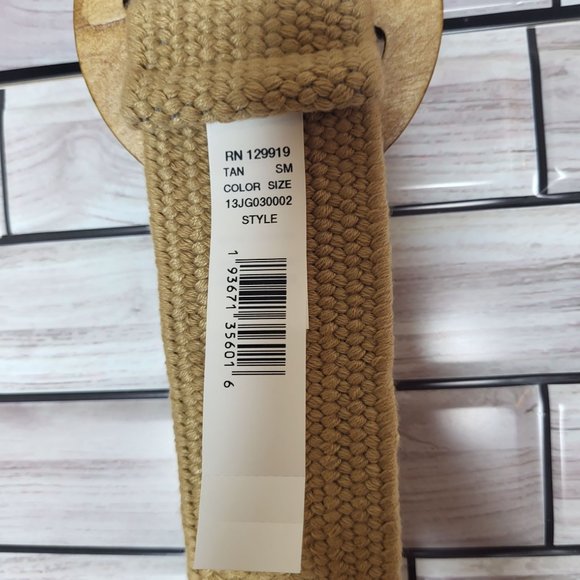 RN 129919
TAN SM
COLOR SIZE
13JG030002
STYLE
1 93671 35601 6